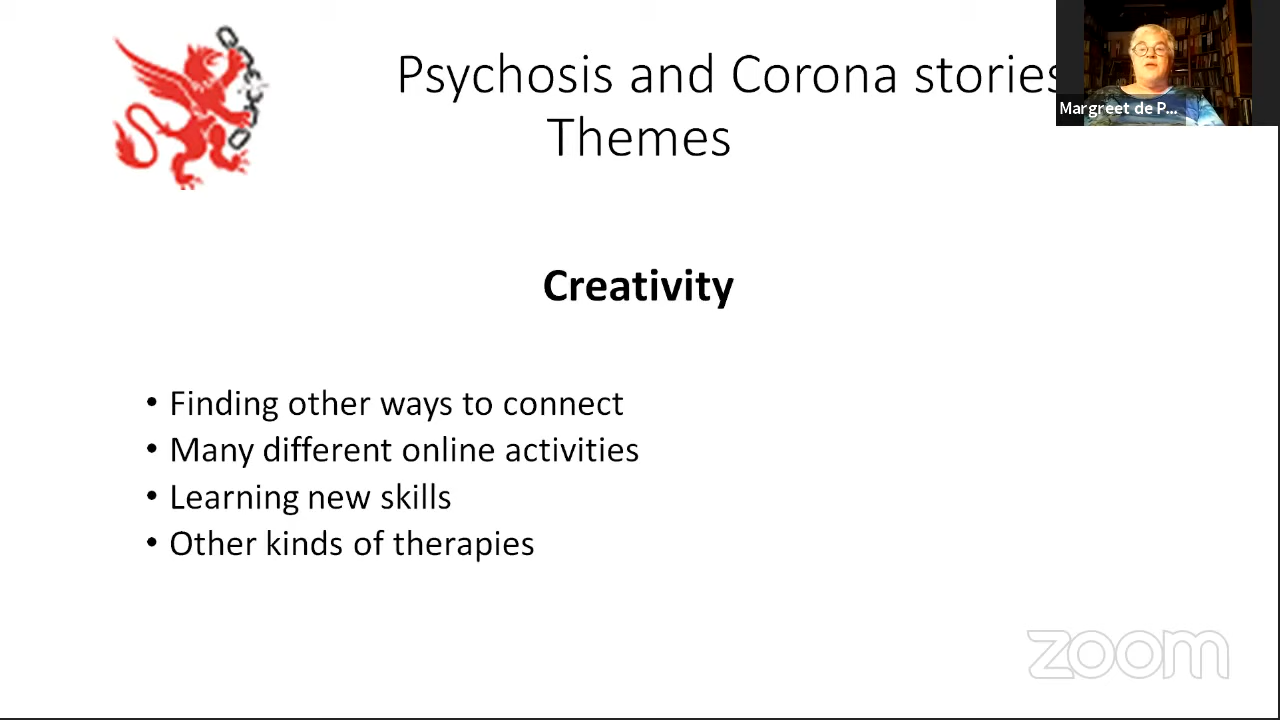 Psychosis and Corona stories
Themes
Margreet de P...
Creativity
• Finding other ways to connect
• Many different online activities
• Learning new skills
• Other kinds of therapies
zoom